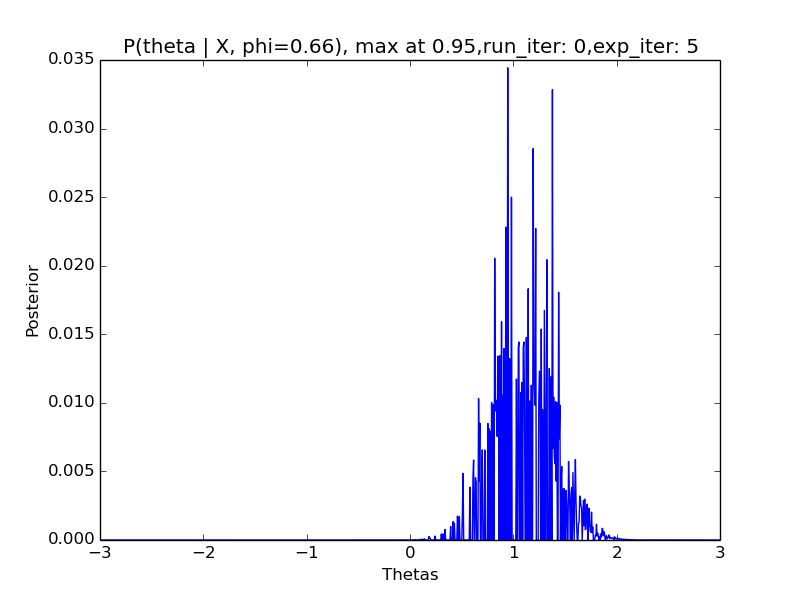 P(theta | X, phi=0.66), max at 0.95,run_iter: 0,exp_iter: 5
0.035
0.030
0.025
0.020
0.015
0.010
0.005
0.000
Posterior
−3 −2 −1 0 1 2 3
Thetas